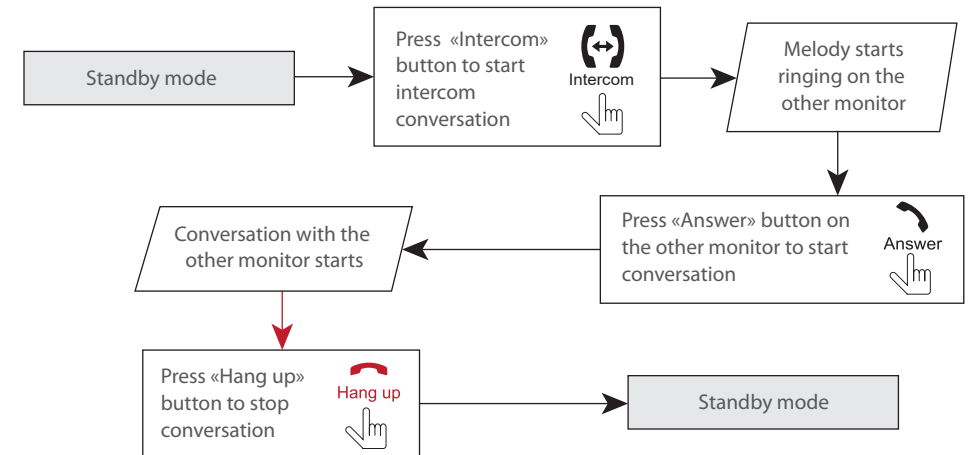 Standby mode
Press «Intercom»
button to start
intercom
conversation
Intercom
Melody starts
ringing on the
other monitor
Press «Answer» button on
the other monitor to start
conversation
Answer
Conversation with the
other monitor starts
Press «Hang up»
button to stop
conversation
Hang up
Standby mode